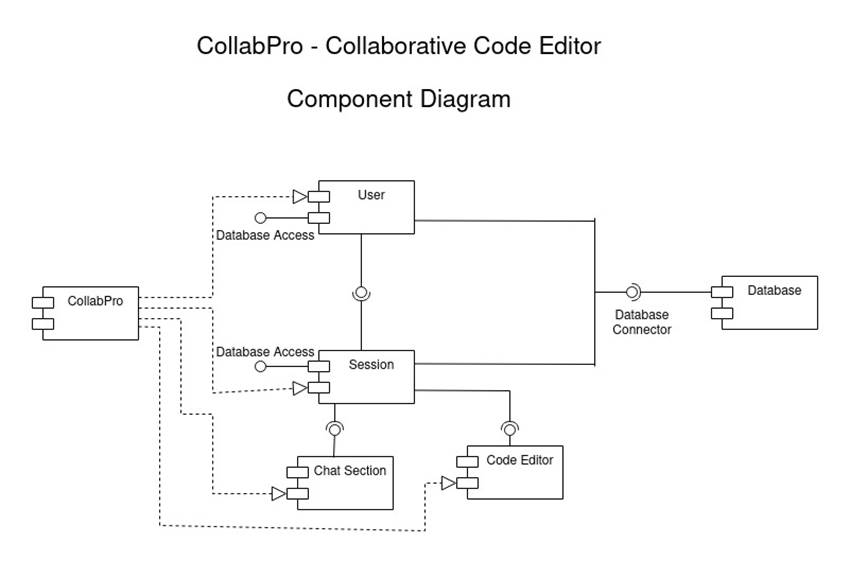 CollabPro - Collaborative Code Editor
Component Diagram
User
Database Access
CollabPro
Database
Database
Connector
Database Access
Session
Chat Section
Code Editor